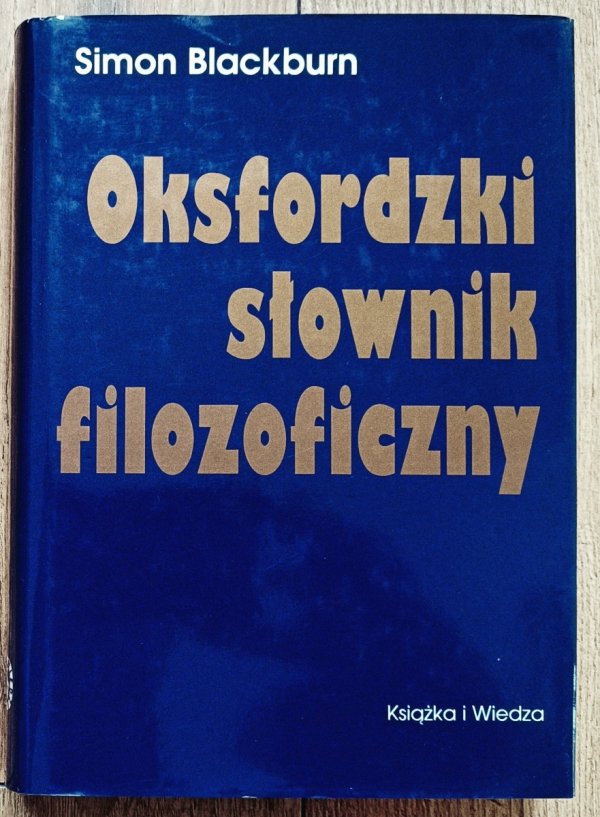 Simon Blackburn
Oksfordzki
słownik
filozoficzny
Książka i Wiedza